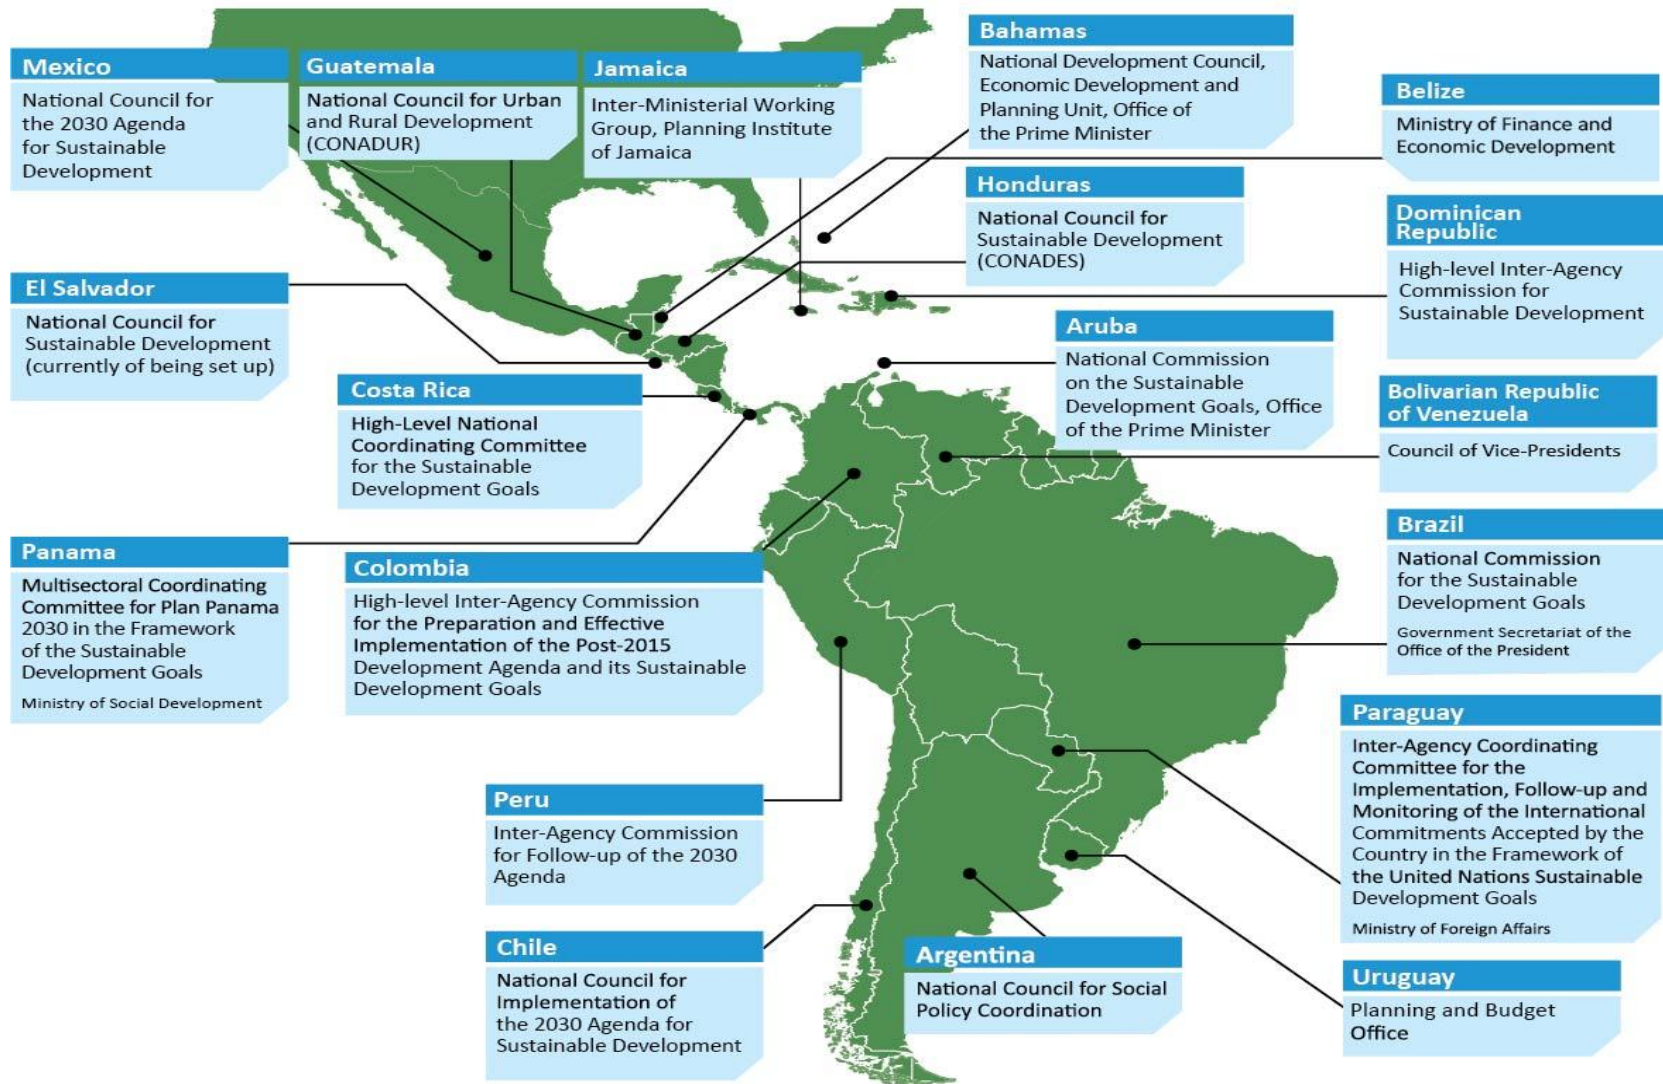 Mexico
National Council for
the 2030 Agenda
for Sustainable
Development
Guatemala
National Council for Urban
and Rural Development
(CONADUR)
Jamaica
Inter-Ministerial Working
Group, Planning Institute
of Jamaica
Bahamas
National Development Council,
Economic Development and
Planning Unit, Office of
the Prime Minister
Belize
Ministry of Finance and
Economic Development
Honduras
National Council for
Sustainable Development
(CONADES)
Dominican
Republic
High-level Inter-Agency
Commission for
Sustainable Development
El Salvador
National Council for
Sustainable Development
(currently of being set up)
Aruba
National Commission
on the Sustainable
Development Goals, Office
of the Prime Minister
Costa Rica
High-Level National
Coordinating Committee
for the Sustainable
Development Goals
Bolivarian Republic
of Venezuela
Council of Vice-Presidents
Panama
Multisectoral Coordinating
Committee for Plan Panama
2030 in the Framework
of the Sustainable
Development Goals
Ministry of Social Development
Colombia
High-level Inter-Agency Commission
for the Preparation and Effective
Implementation of the Post-2015
Development Agenda and its Sustainable
Development Goals
Brazil
National Commission
for the Sustainable
Development Goals
Government Secretariat of the
Office of the President
Paraguay
Inter-Agency Coordinating
Committee for the
Implementation, Follow-up and
Monitoring of the International
Commitments Accepted by the
Country in the Framework of
the United Nations Sustainable
Development Goals
Ministry of Foreign Affairs
Peru
Inter-Agency Commission
for Follow-up of the 2030
Agenda
Chile
National Council for
Implementation of
the 2030 Agenda for
Sustainable Development
Argentina
National Council for Social
Policy Coordination
Uruguay
Planning and Budget
Office